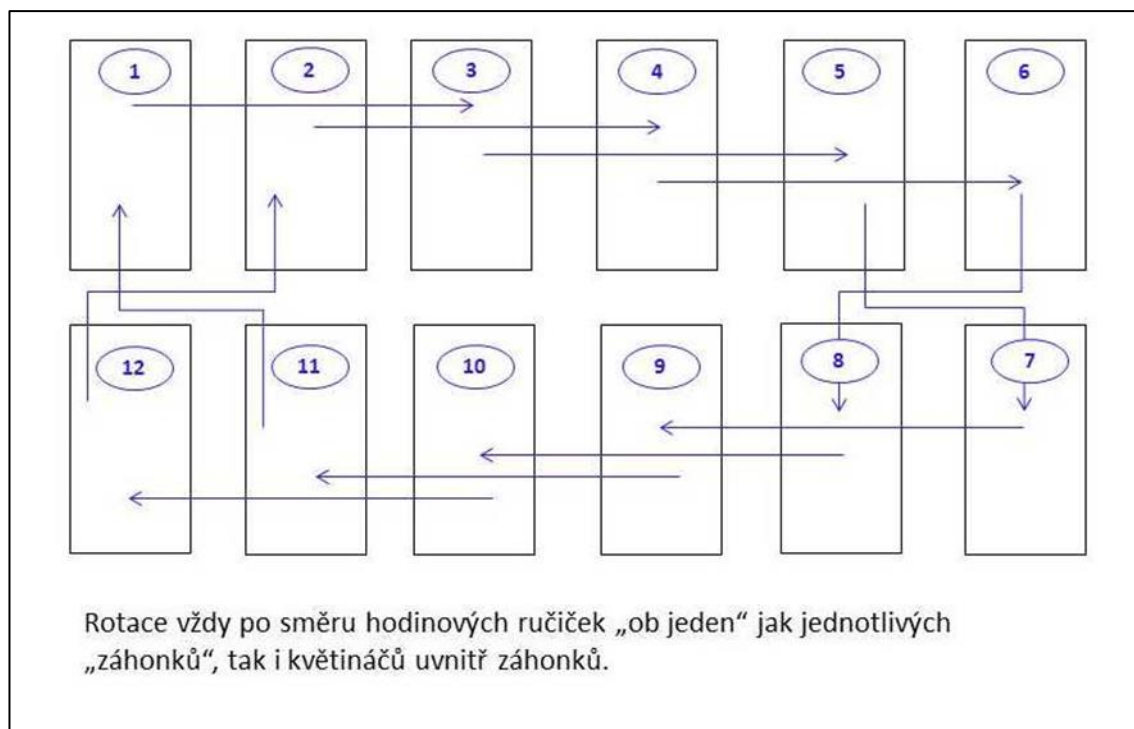 1 2 3 4 5 6
12 11 10 9 8 7
Rotace vždy po směru hodinových ručiček „ob jeden“ jak jednotlivých
„záhonků“, tak i květináčů uvnitř záhonků.